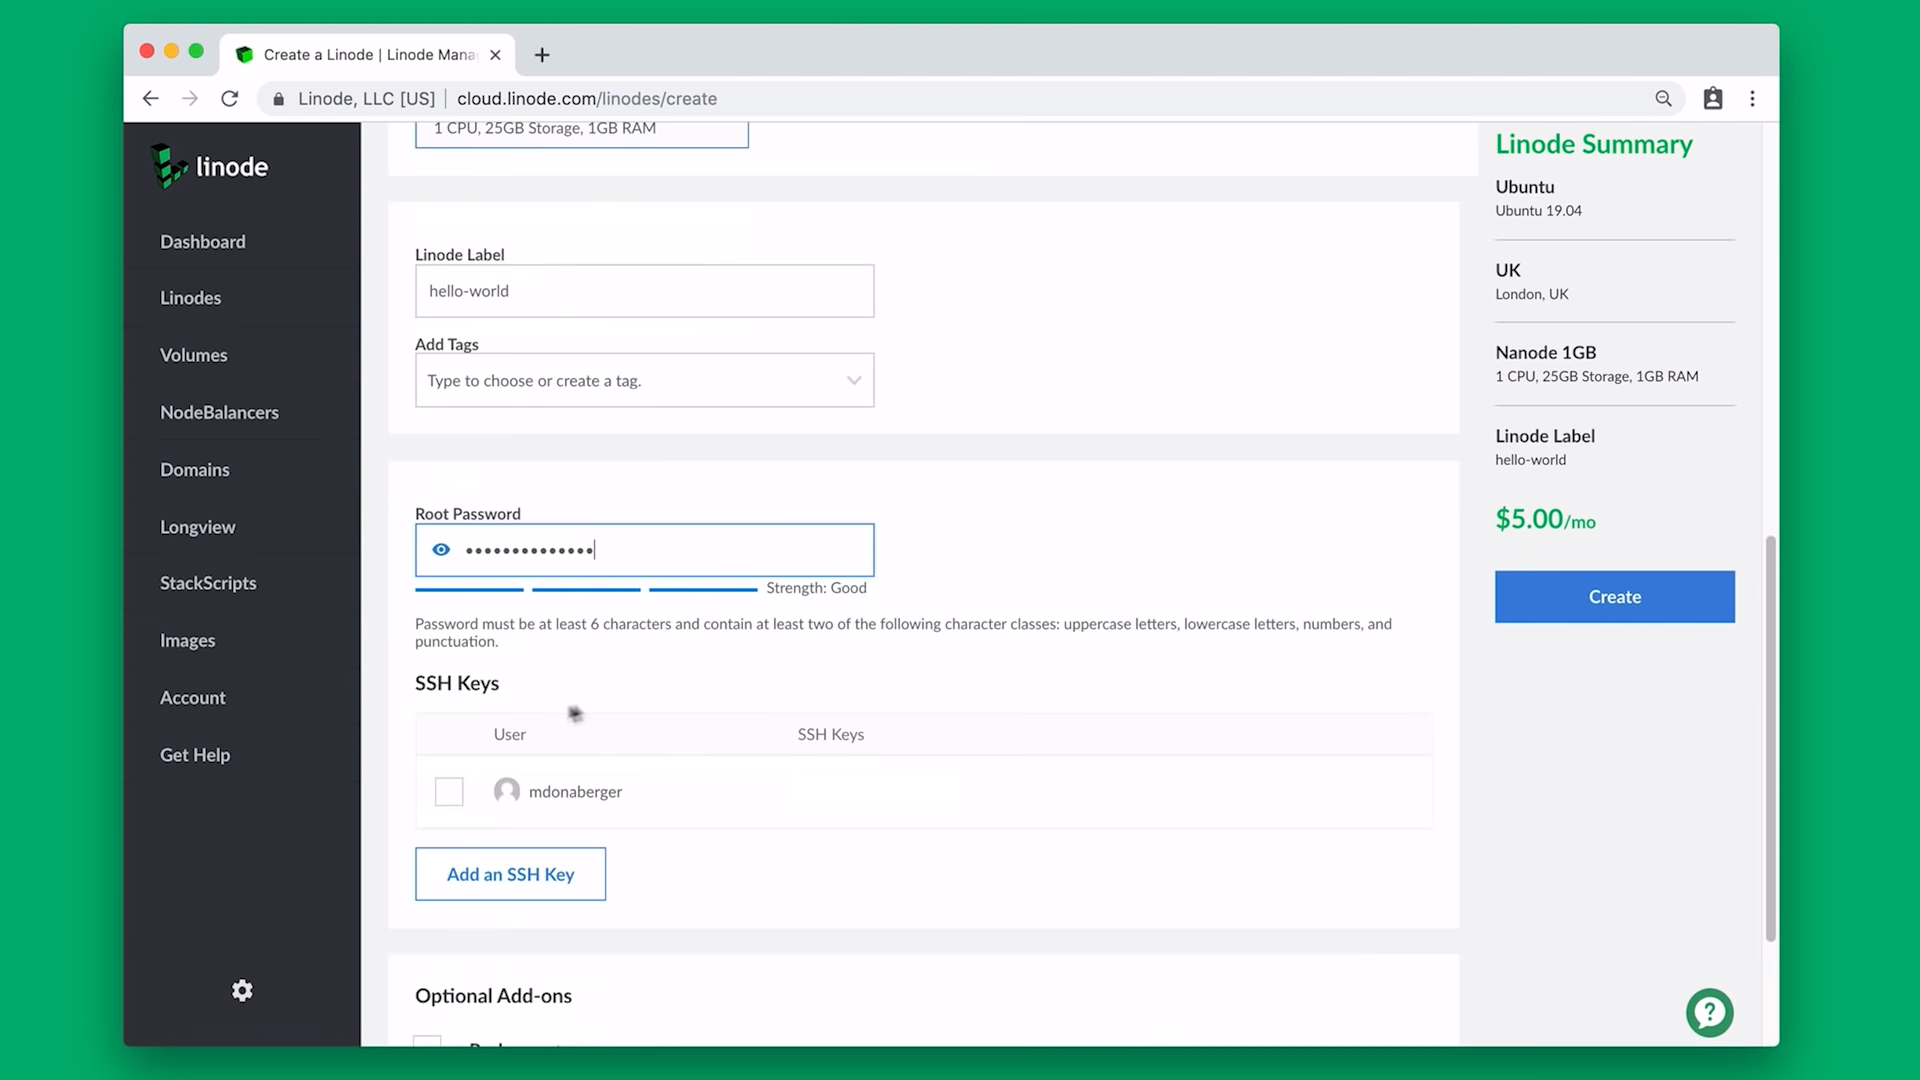 Create a Linode | Linode Mana
Linode, LLC [US] | cloud.linode.com/linodes/create
linode
Dashboard
Linodes
Volumes
NodeBalancers
Domains
Longview
StackScripts
Images
Account
Get Help
1 CPU, 25GB Storage, 1GB RAM
Linode Label
hello-world
Add Tags
Type to choose or create a tag.
Root Password
••••••••••••••
Strength: Good
Password must be at least 6 characters and contain at least two of the following character classes: uppercase letters, lowercase letters, numbers, and
punctuation.
SSH Keys
User SSH Keys
mdonaberger
Add an SSH Key
Optional Add-ons
Linode Summary
Ubuntu
Ubuntu 19.04
UK
London, UK
Nanode 1GB
1 CPU, 25GB Storage, 1GB RAM
Linode Label
hello-world
$5.00/mo
Create
?